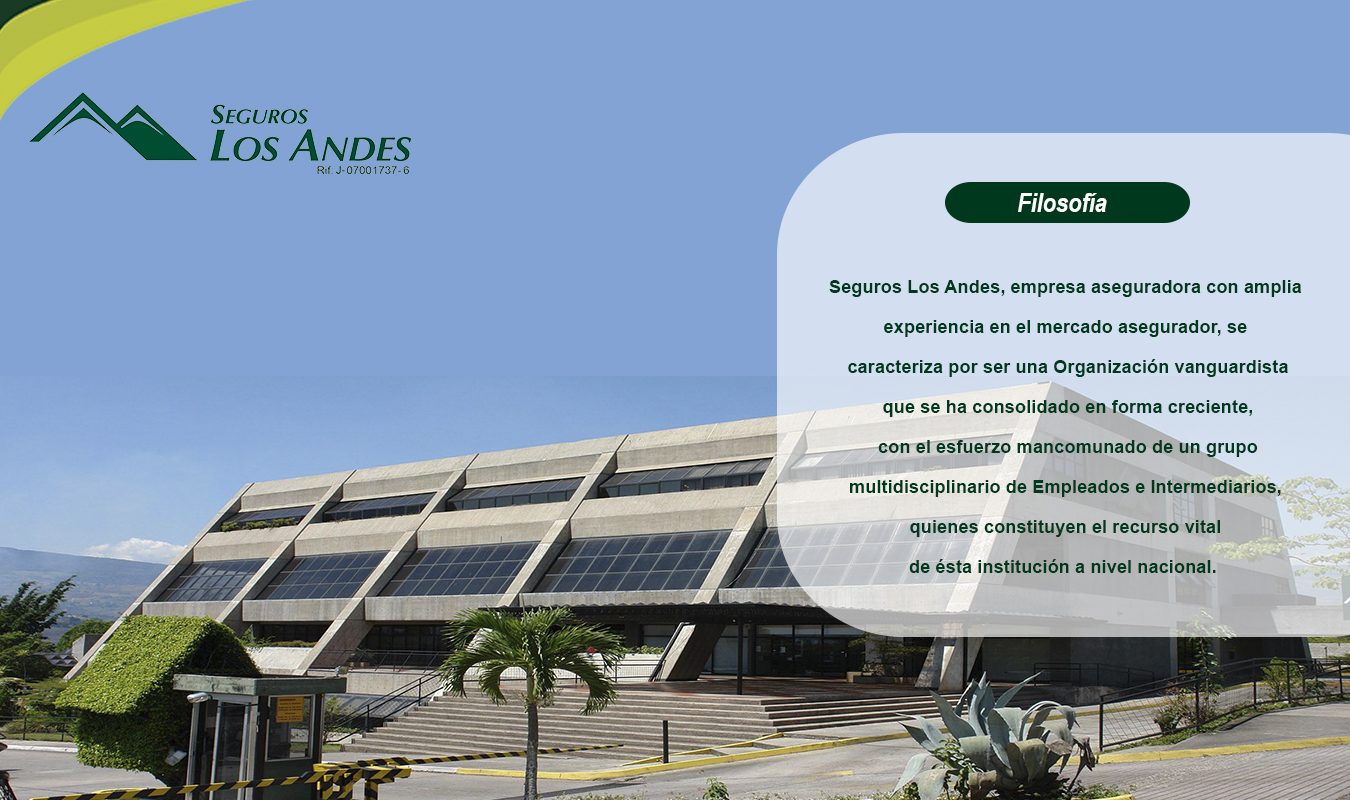 SEGUROS
LOS ANDES
Rif: J-07001737-6
Filosofía
Seguros Los Andes, empresa aseguradora con amplia
experiencia en el mercado asegurador, se
caracteriza por ser una Organización vanguardista
que se ha consolidado en forma creciente,
con el esfuerzo mancomunado de un grupo
multidisciplinario de Empleados e Intermediarios,
quienes constituyen el recurso vital
de ésta institución a nivel nacional.